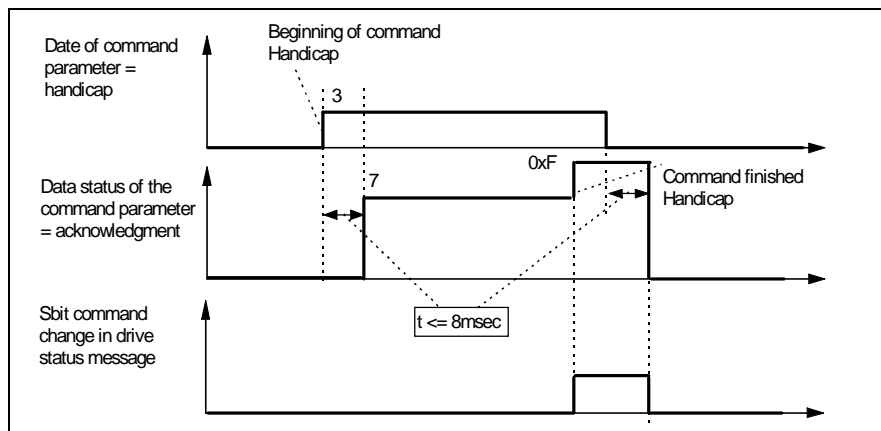 Date of command
parameter =
handicap
Beginning of command
Handicap
3
Data status of the
command parameter
= acknowledgment
7
0xF
Command finished
Handicap
t <= 8msec
Sbit command
change in drive
status message